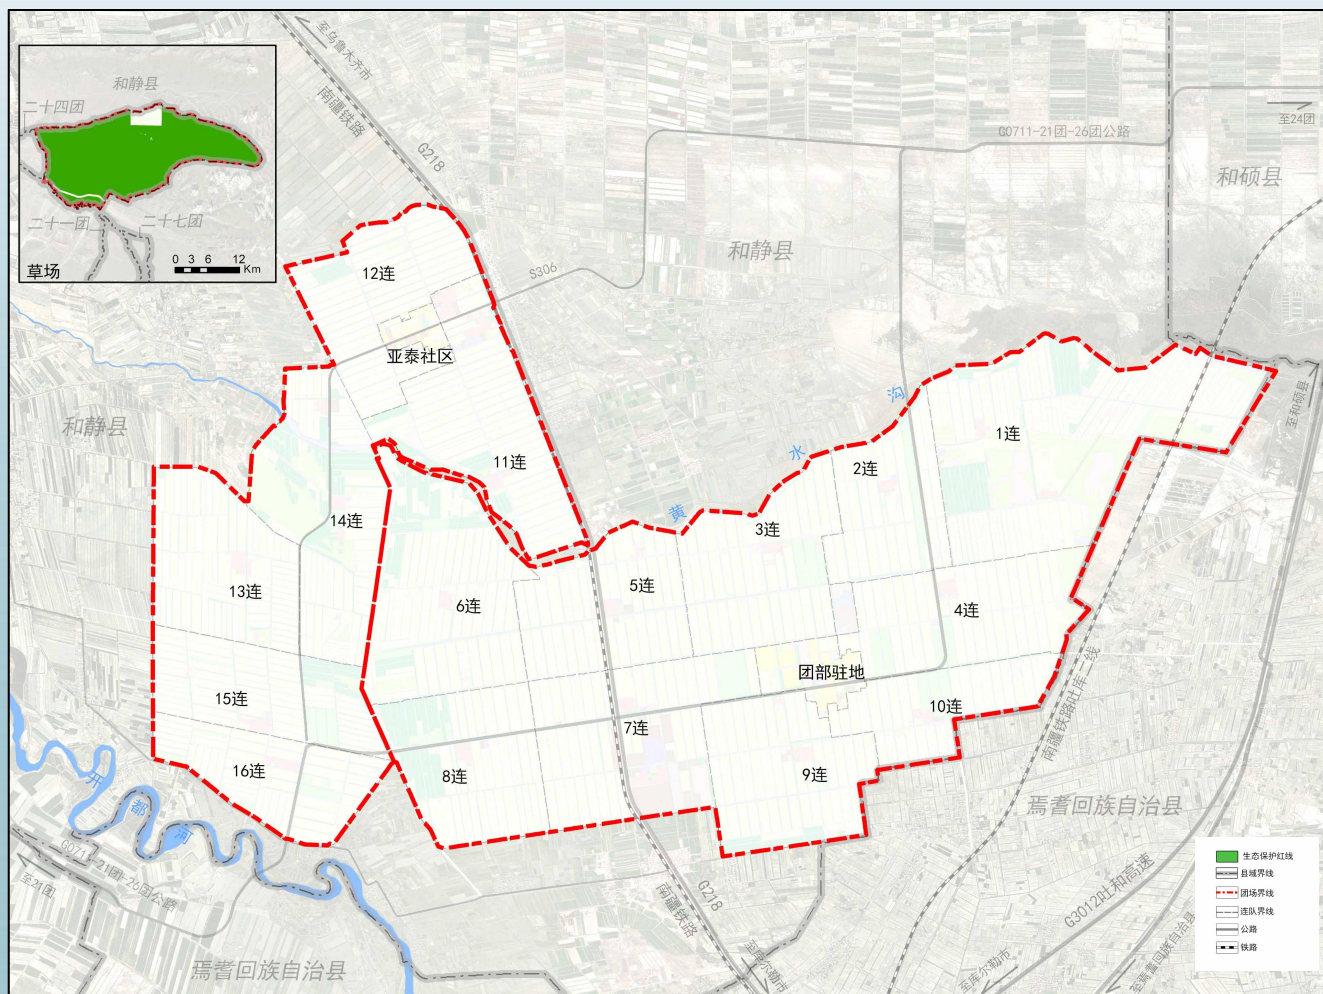 和静县
二十四团
二十一团
二十七团
草场
0 3 6 12
Km
至乌鲁木齐市
南疆铁路
G218
G0711-21团-26团公路
至24团
和硕县
和静县
S306
12连
亚泰社区
和静县
11连
14连
13连
15连
16连
黄
水
沟
1连
2连
3连
5连
6连
4连
团部驻地
7连
8连
9连
10连
至和硕县
南疆铁路吐库二线
焉耆回族自治县
开
都
河
G0711-21团-26团公路
至21团
焉耆回族自治县
南疆铁路
G218
至库尔勒市
G3012吐和高速
至库尔勒市
至焉耆回族自治县
生态保护红线
县域界线
团场界线
连队界线
公路
铁路